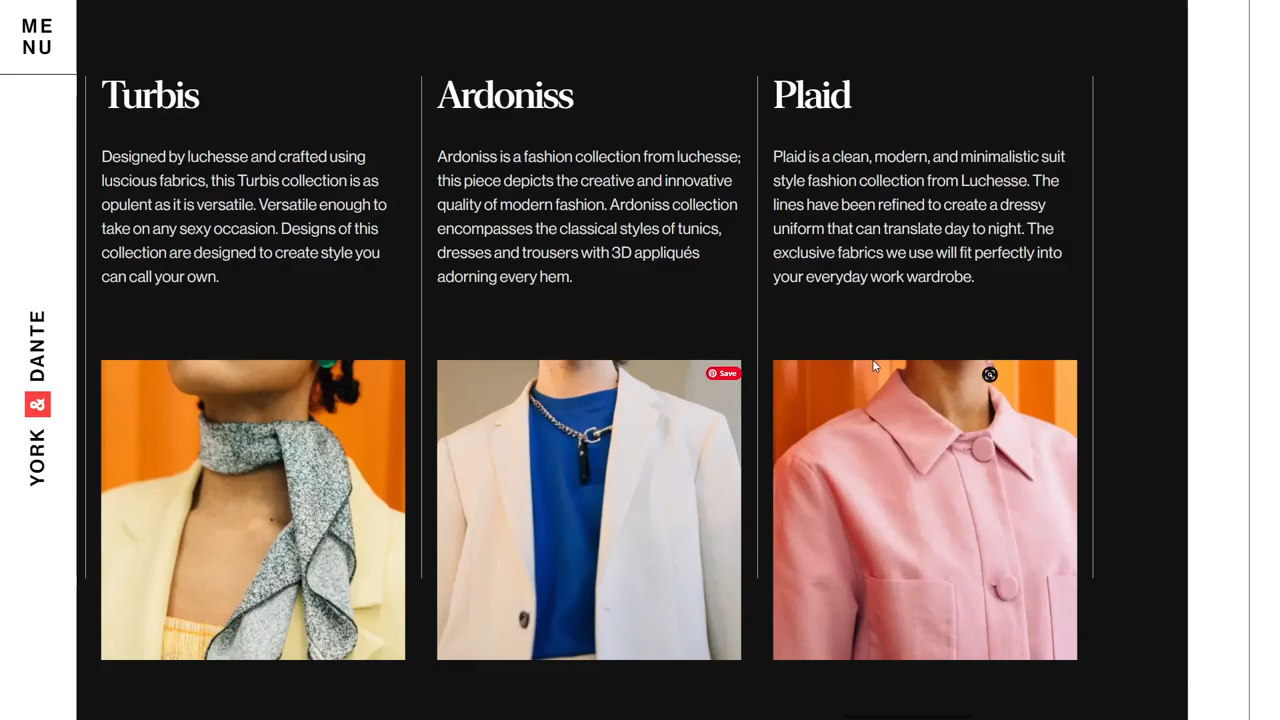 ME
NU
YORK & DANTE
Turbis
Designed by luchesse and crafted using
luscious fabrics, this Turbis collection is as
opulent as it is versatile. Versatile enough to
take on any sexy occasion. Designs of this
collection are designed to create style you
can call your own.
Ardoniss
Ardoniss is a fashion collection from luchesse;
this piece depicts the creative and innovative
quality of modern fashion. Ardoniss collection
encompasses the classical styles of tunics,
dresses and trousers with 3D appliqués
adorning every hem.
Plaid
Plaid is a clean, modern, and minimalistic suit
style fashion collection from Luchesse. The
lines have been refined to create a dressy
uniform that can translate day to night. The
exclusive fabrics we use will fit perfectly into
your everyday work wardrobe.
Save